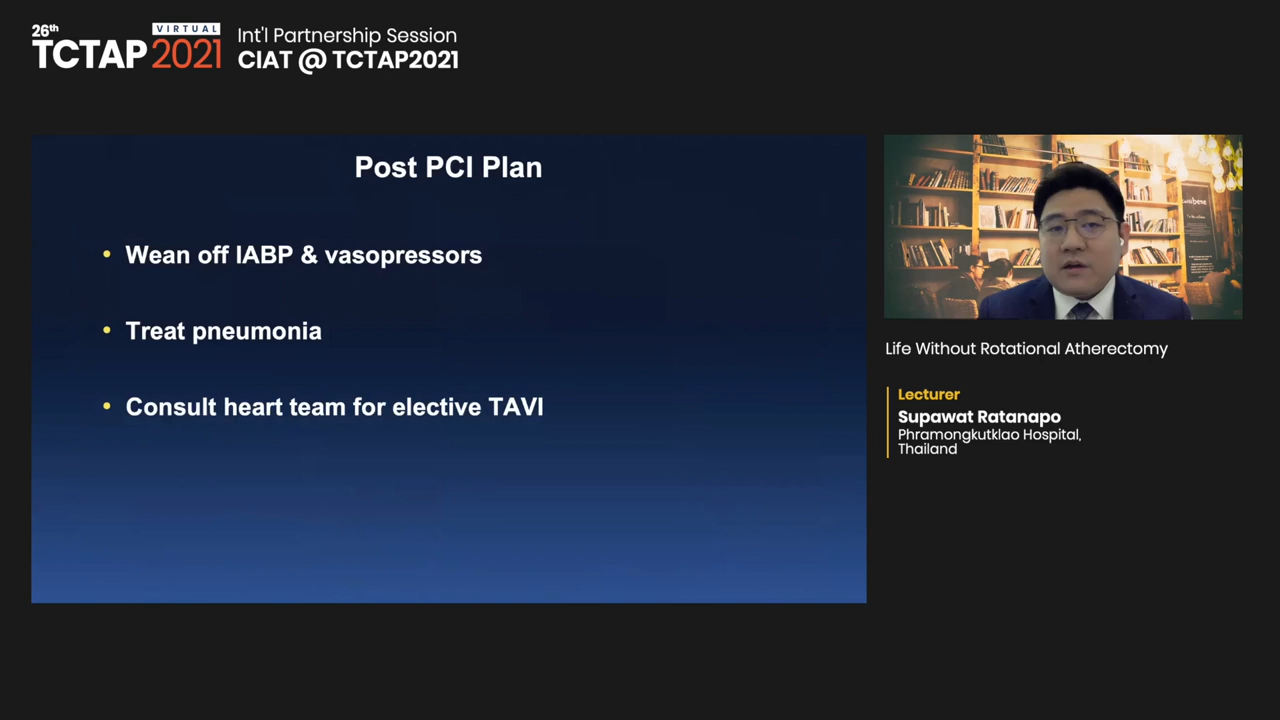 26th
VIRTUAL
TCTAP 2021
Int'l Partnership Session
CIAT @ TCTAP2021
Post PCI Plan
• Wean off IABP & vasopressors
• Treat pneumonia
• Consult heart team for elective TAVI
Life Without Rotational Atherectomy
Lecturer
Supawat Ratanapo
Phramongkutklao Hospital,
Thailand